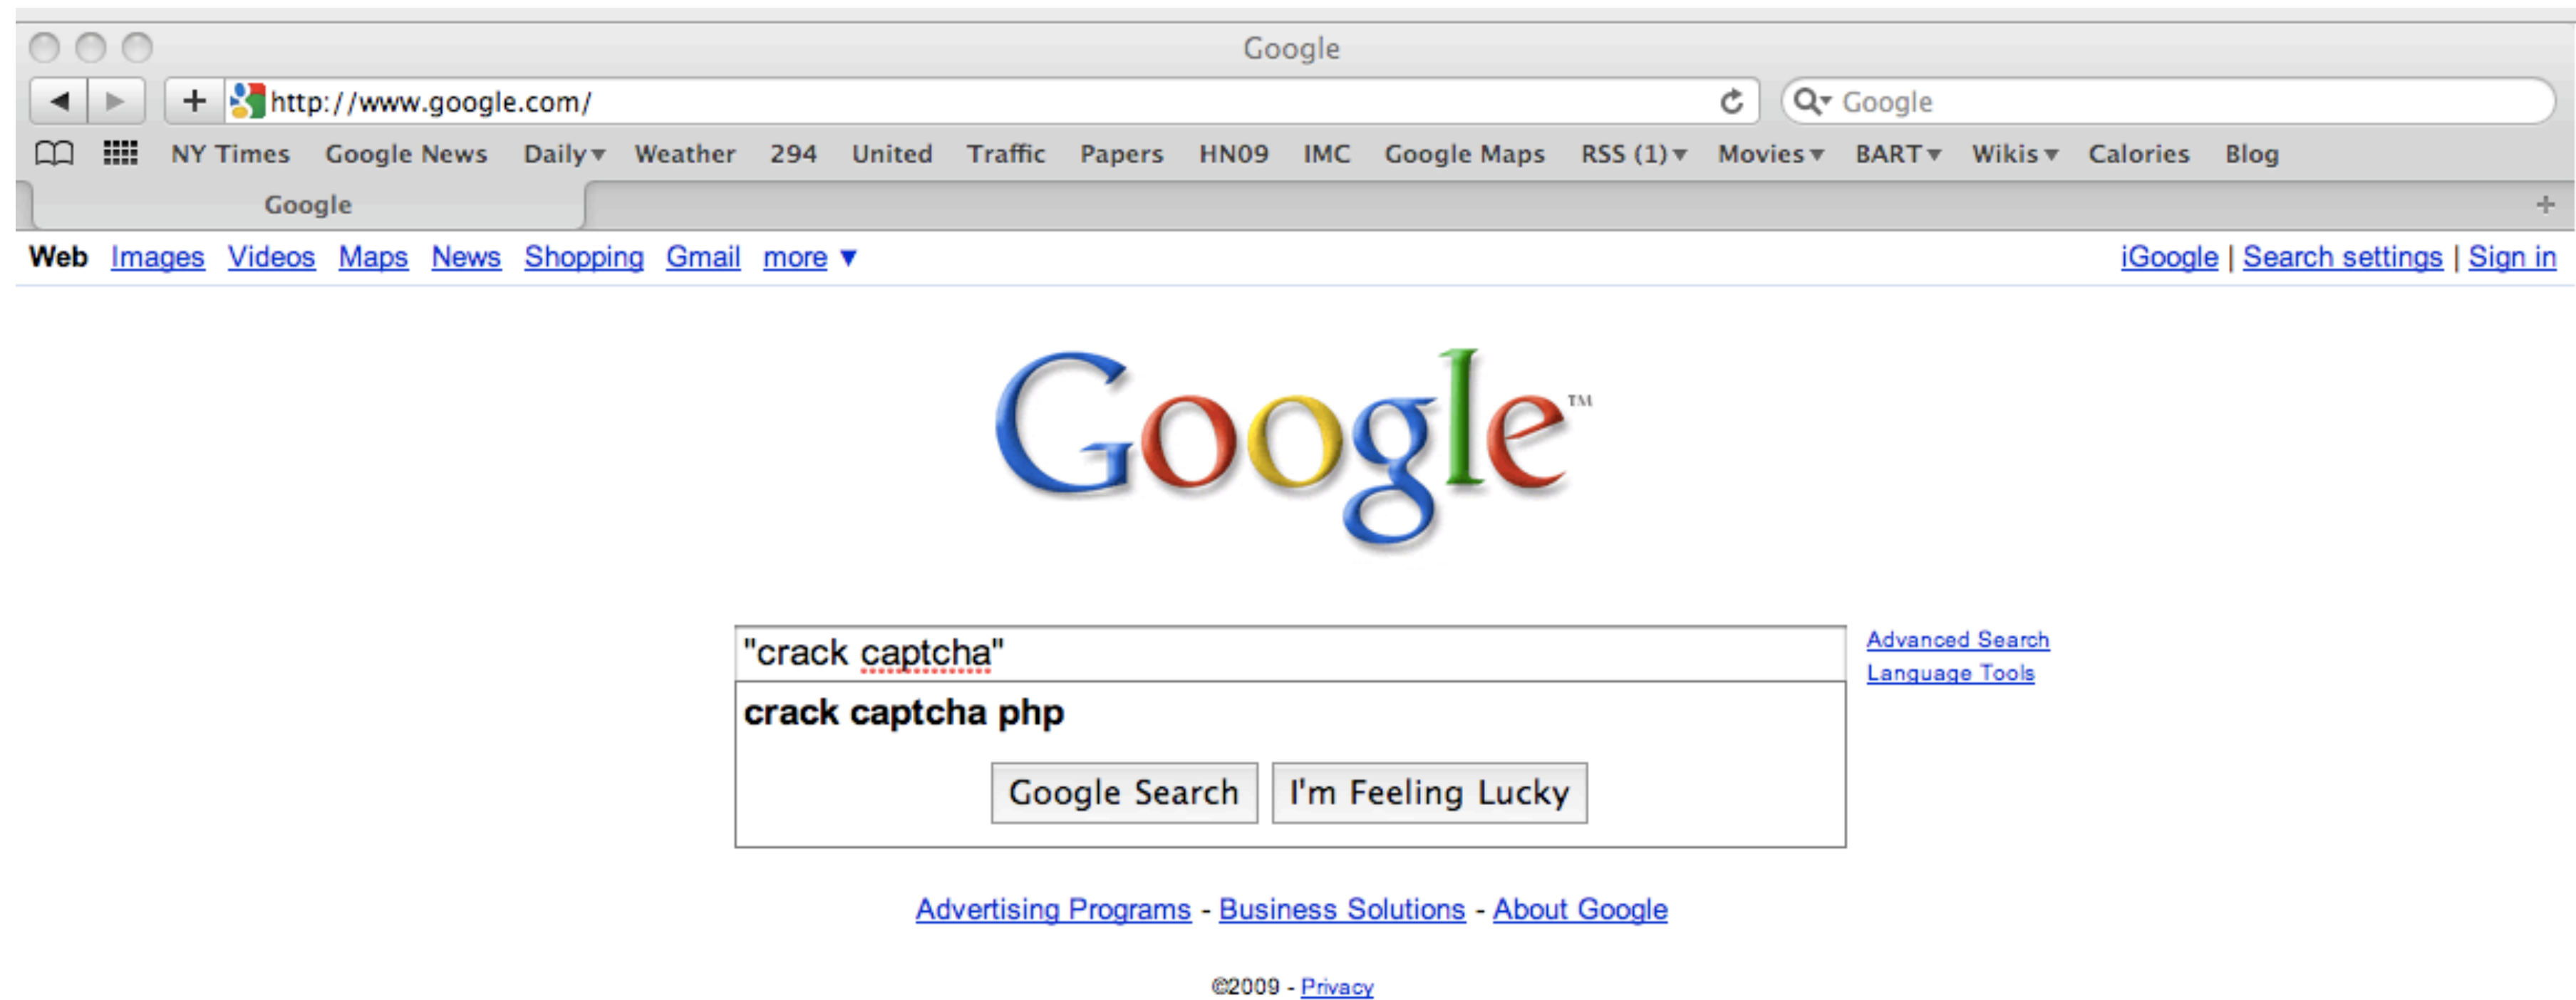 Google
http://www.google.com/ Google
NY Times Google News Daily Weather 294 United Traffic Papers HN09 IMC Google Maps RSS (1) Movies BART Wikis Calories Blog
Google
Web Images Videos Maps News Shopping Gmail more iGoogle | Search settings | Sign in
Google™
"crack captcha" Advanced Search
Language Tools
crack captcha php
Google Search I'm Feeling Lucky
Advertising Programs - Business Solutions - About Google
©2009 - Privacy